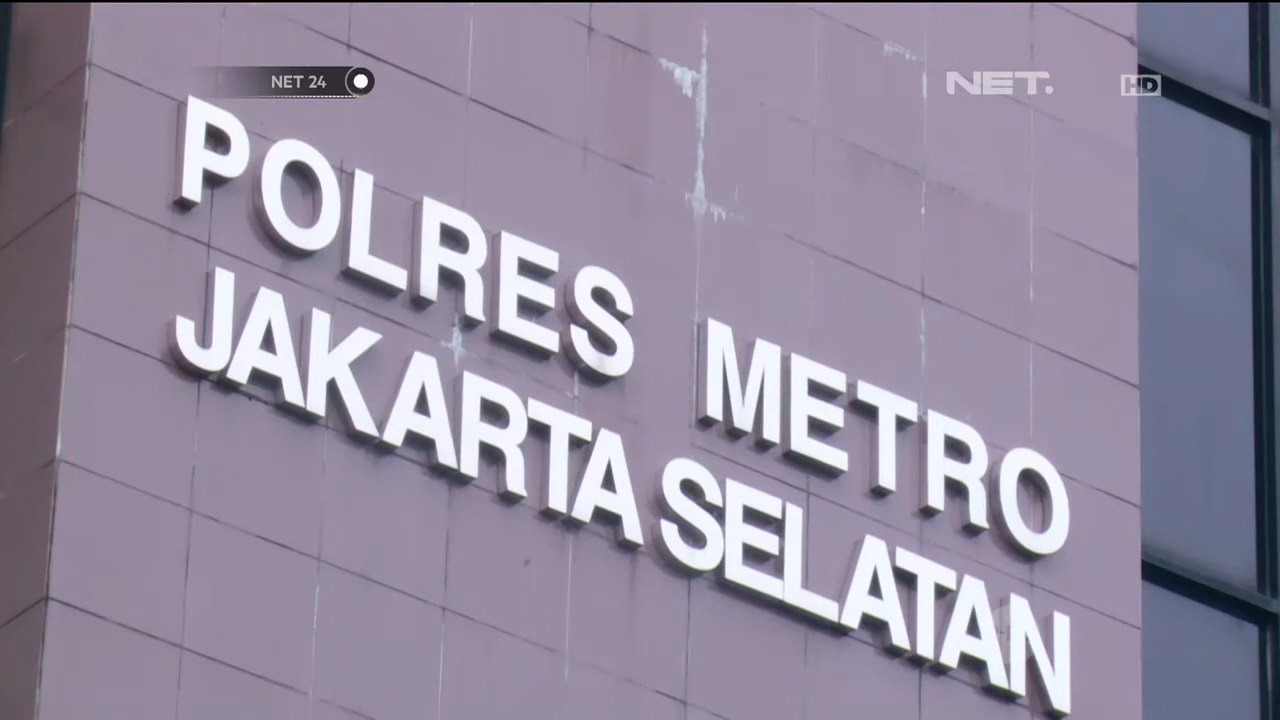 NET 24
NET.
HD
POLRES METRO
JAKARTA SELATAN